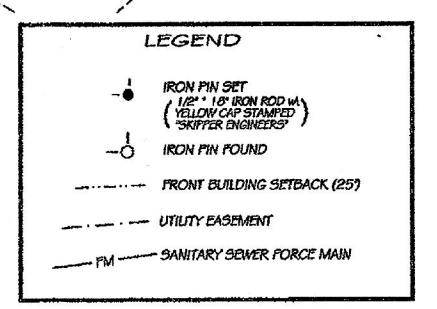 LEGEND
IRON PIN SET
( 1/2" * 18" IRON ROD w\
YELLOW CAP STAMPED
"SKIPPER ENGINEERS" )
IRON PIN FOUND
FRONT BUILDING SETBACK (25')
UTILITY EASEMENT
FM SANITARY SEWER FORCE MAIN